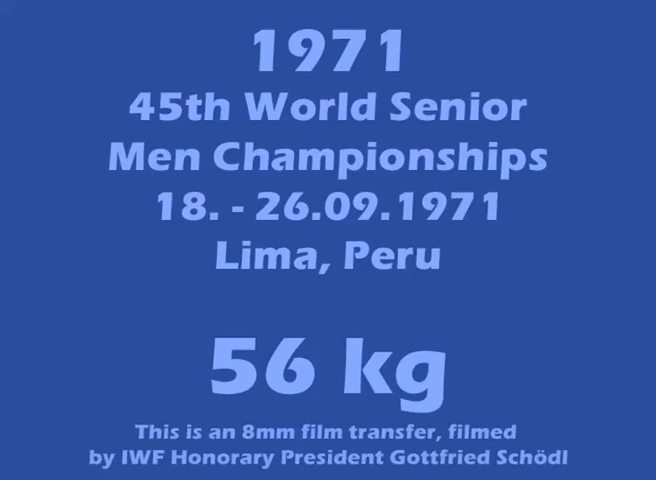 1971
45th World Senior
Men Championships
18. - 26.09.1971
Lima, Peru
56 kg
This is an 8mm film transfer, filmed
by IWF Honorary President Gottfried Schödl